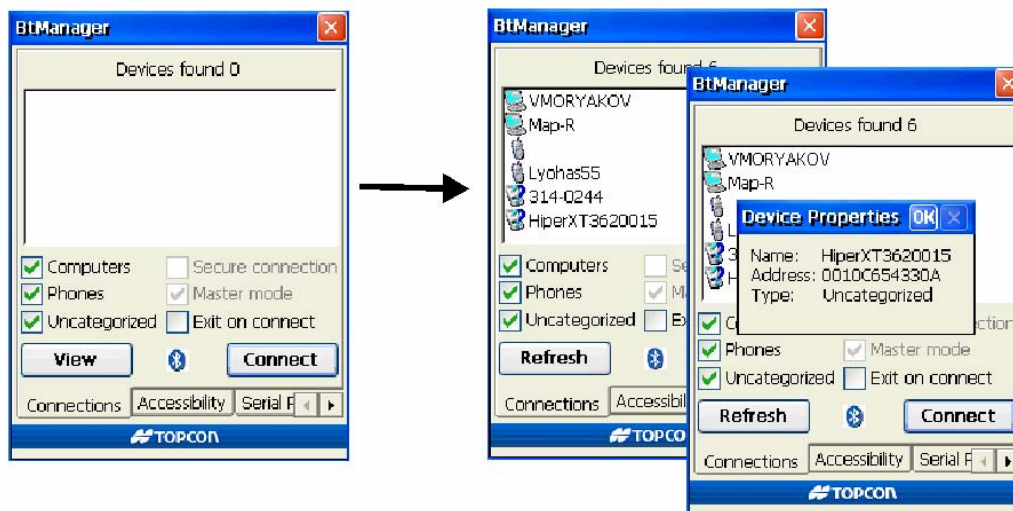 BtManager
Devices found 0
Computers
Secure connection
Phones
Master mode
Uncategorized
Exit on connect
View
Connect
Connections
Accessibility
Serial
TOPCON
BtManager
Devices found
VMORYAKOV
Map-R
Lyohas55
314-0244
HiperXT3620015
Computers
Phones
Uncategorized
Refresh
Connections
TOPCO
BtManager
Devices found 6
VMORYAKOV
Map-R
Device Properties OK
Name: HiperXT3620015
Address: 0010C654330A
Type: Uncategorized
Phones
Master mode
Uncategorized
Exit on connect
Refresh
Connect
Connections
Accessibility
Serial
TOPCON